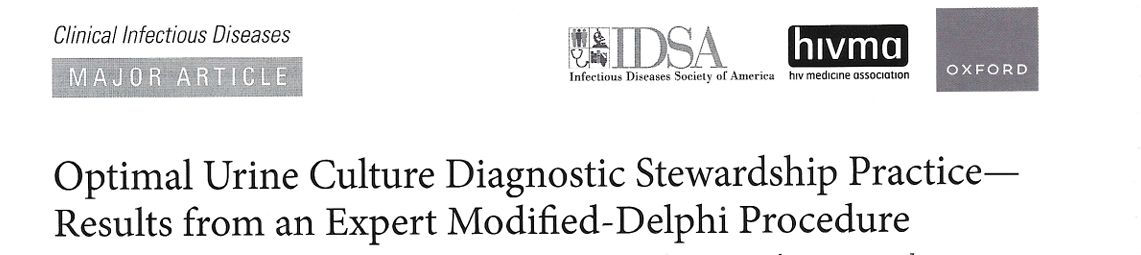 Clinical Infectious Diseases
MAJOR ARTICLE
IDSA
Infectious Diseases Society of America
hivma
hiv medicine association
OXFORD
Optimal Urine Culture Diagnostic Stewardship Practice—
Results from an Expert Modified-Delphi Procedure